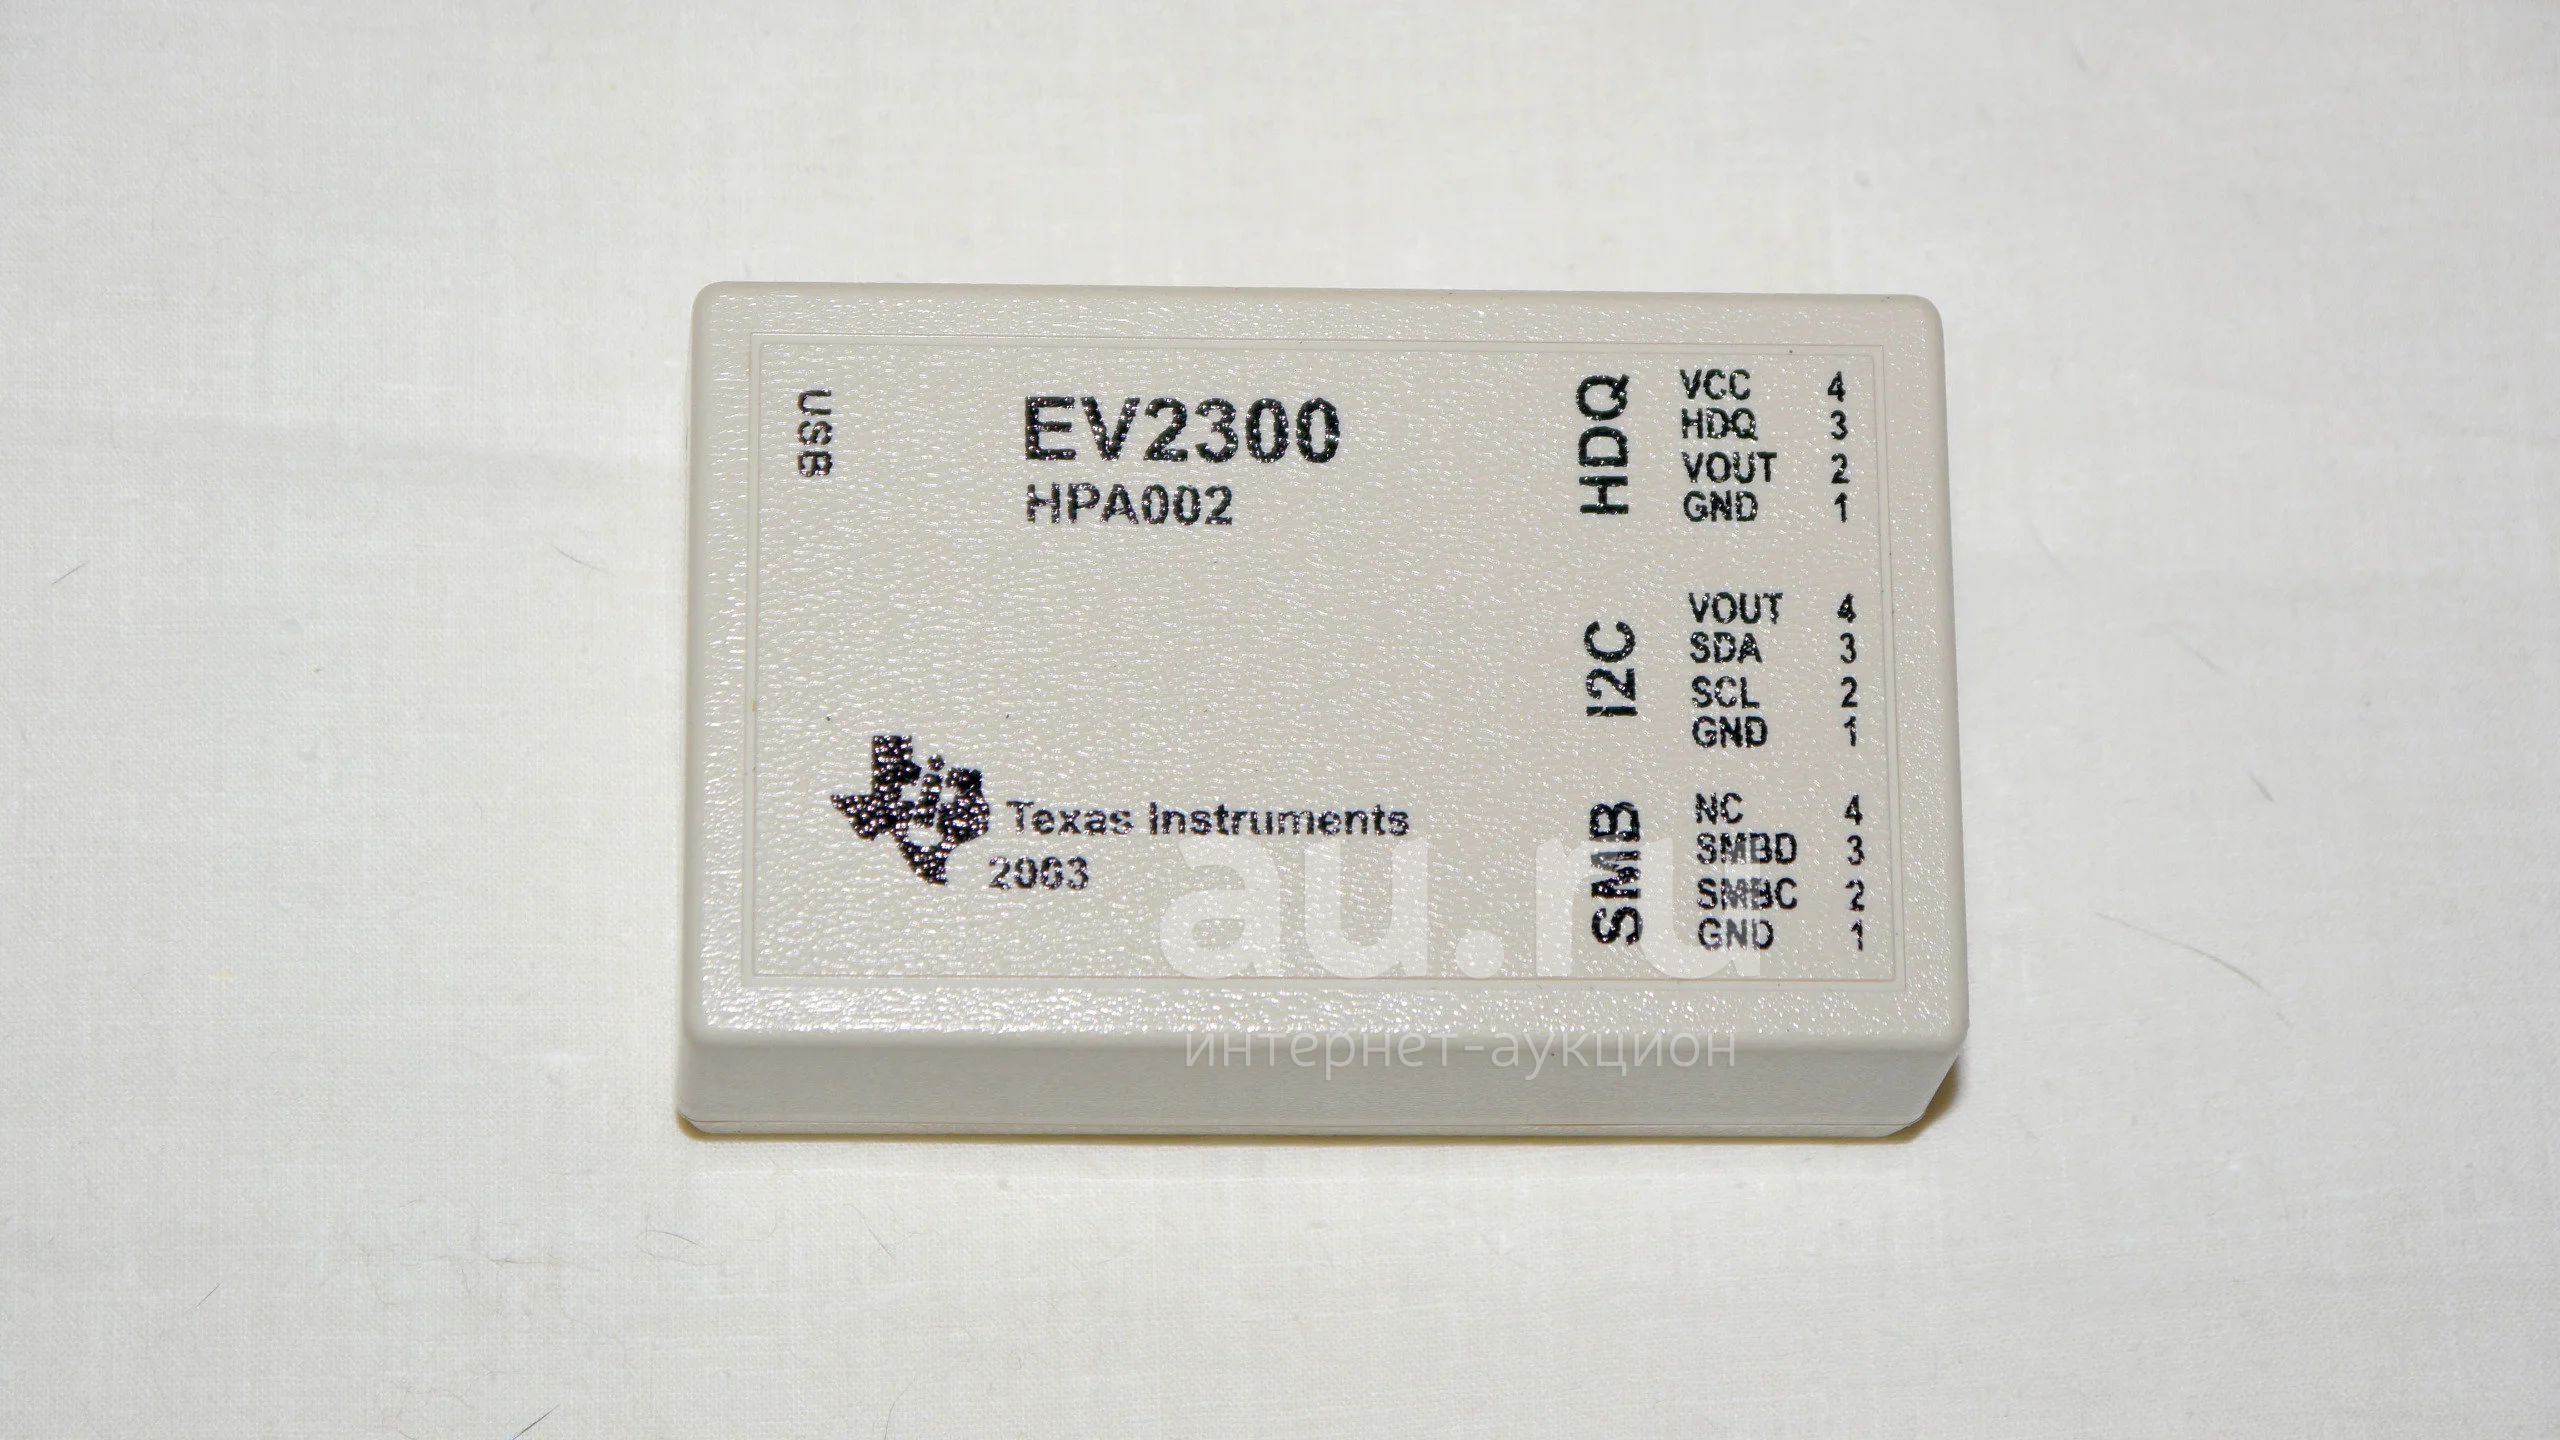 USB
EV2300
HPA002
Texas Instruments
2003
HDQ
VCC 4
HDQ 3
VOUT 2
GND 1
I2C
VOUT 4
SDA 3
SCL 2
GND 1
SMB
NC 4
SMBD 3
SMBC 2
GND 1
au.ru
интернет-аукцион